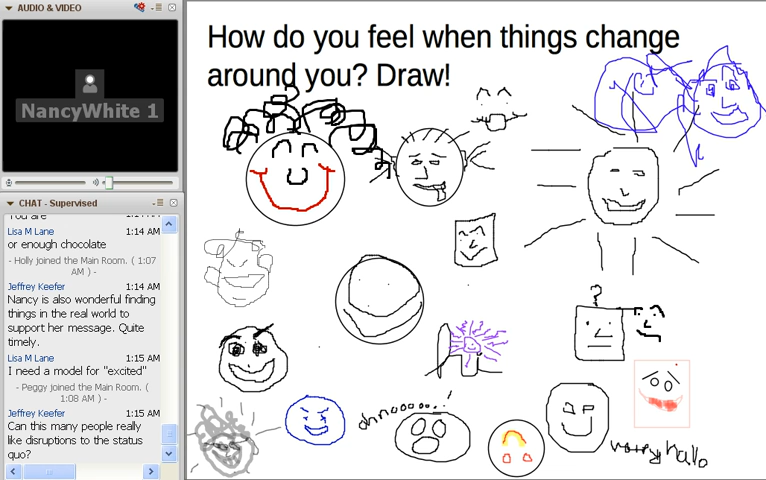 AUDIO & VIDEO
NancyWhite 1
CHAT - Supervised
You are
Lisa M Lane 1:14 AM
or enough chocolate
- Holly joined the Main Room. ( 1:07
AM ) -
Jeffrey Keefer 1:14 AM
Nancy is also wonderful finding
things in the real world to
support her message. Quite
timely.
Lisa M Lane 1:15 AM
I need a model for "excited"
- Peggy joined the Main Room. (
1:08 AM ) -
Jeffrey Keefer 1:15 AM
Can this many people really
like disruptions to the status
quo?
How do you feel when things change
around you? Draw!
?
ohnooooo..!
hallo